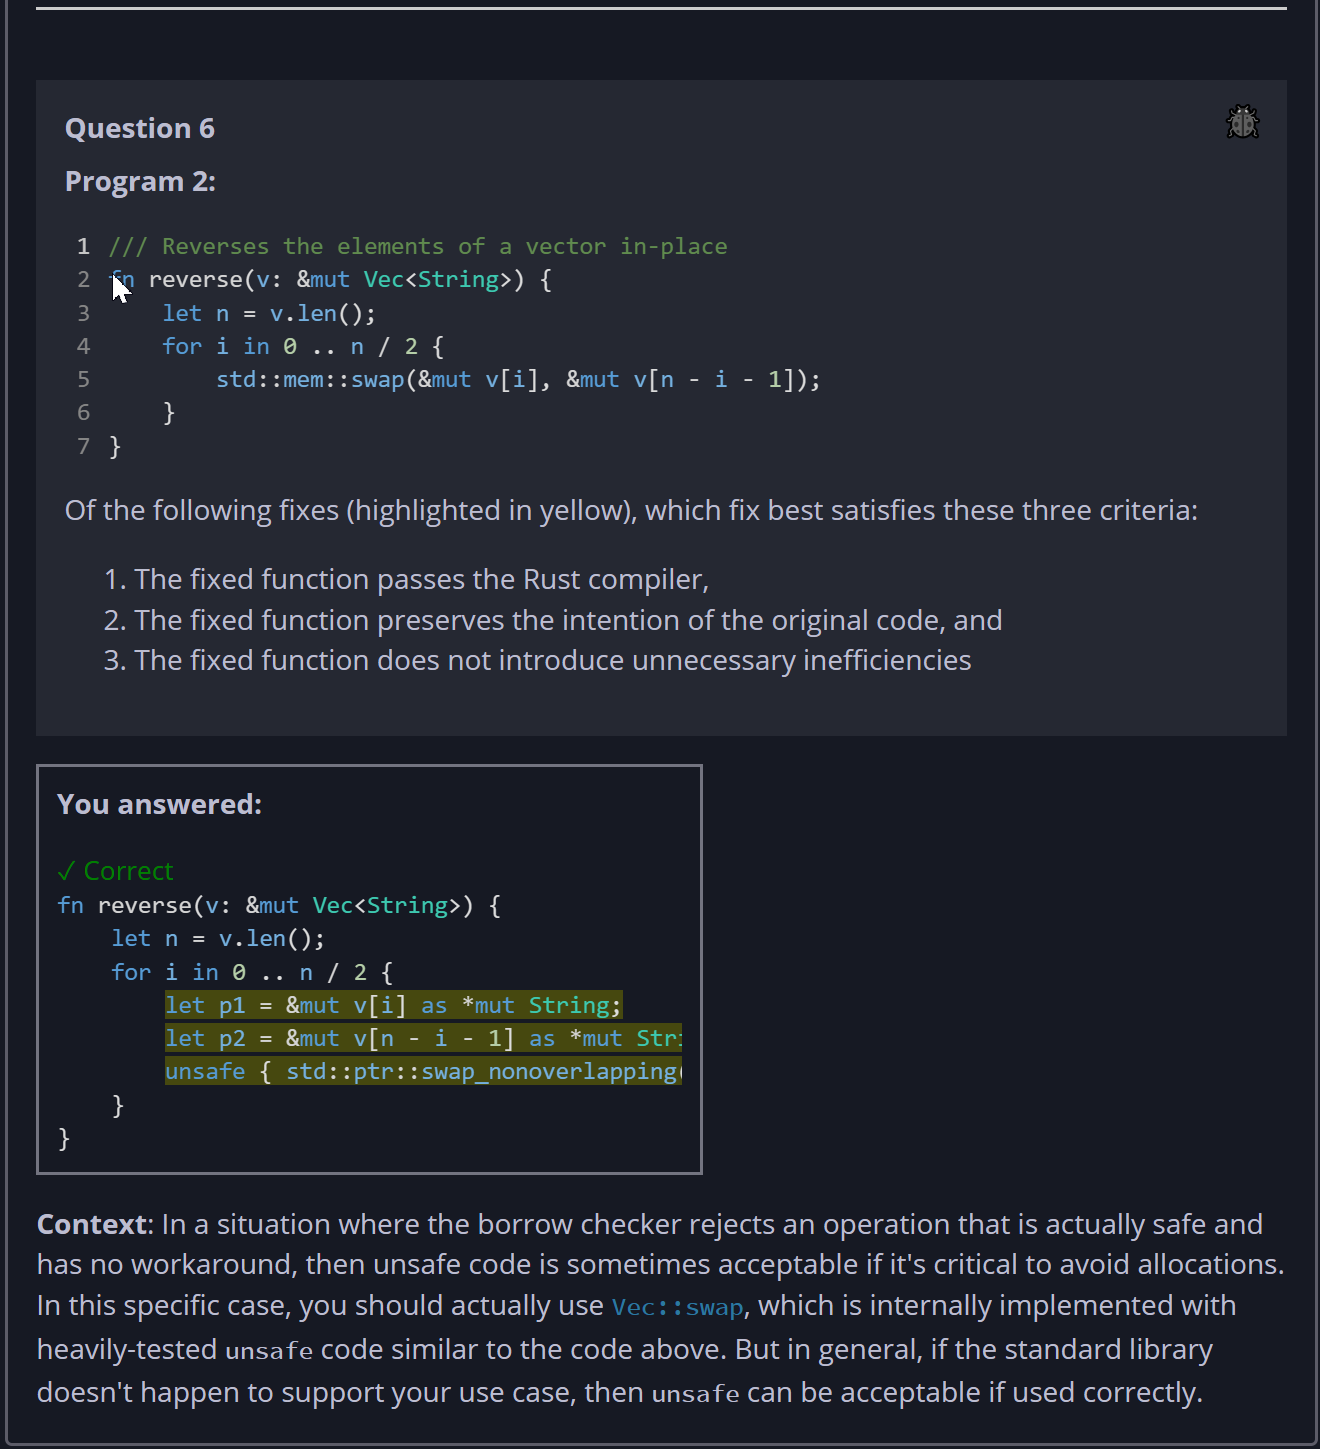 Question 6
Program 2:
1 /// Reverses the elements of a vector in-place
2 fn reverse(v: &mut Vec<String>) {
3     let n = v.len();
4     for i in 0 .. n / 2 {
5         std::mem::swap(&mut v[i], &mut v[n - i - 1]);
6     }
7 }
Of the following fixes (highlighted in yellow), which fix best satisfies these three criteria:
1. The fixed function passes the Rust compiler,
2. The fixed function preserves the intention of the original code, and
3. The fixed function does not introduce unnecessary inefficiencies
You answered:
✓ Correct
fn reverse(v: &mut Vec<String>) {
    let n = v.len();
    for i in 0 .. n / 2 {
        let p1 = &mut v[i] as *mut String;
        let p2 = &mut v[n - i - 1] as *mut Stri
        unsafe { std::ptr::swap_nonoverlapping(
    }
}
Context: In a situation where the borrow checker rejects an operation that is actually safe and
has no workaround, then unsafe code is sometimes acceptable if it's critical to avoid allocations.
In this specific case, you should actually use Vec::swap, which is internally implemented with
heavily-tested unsafe code similar to the code above. But in general, if the standard library
doesn't happen to support your use case, then unsafe can be acceptable if used correctly.